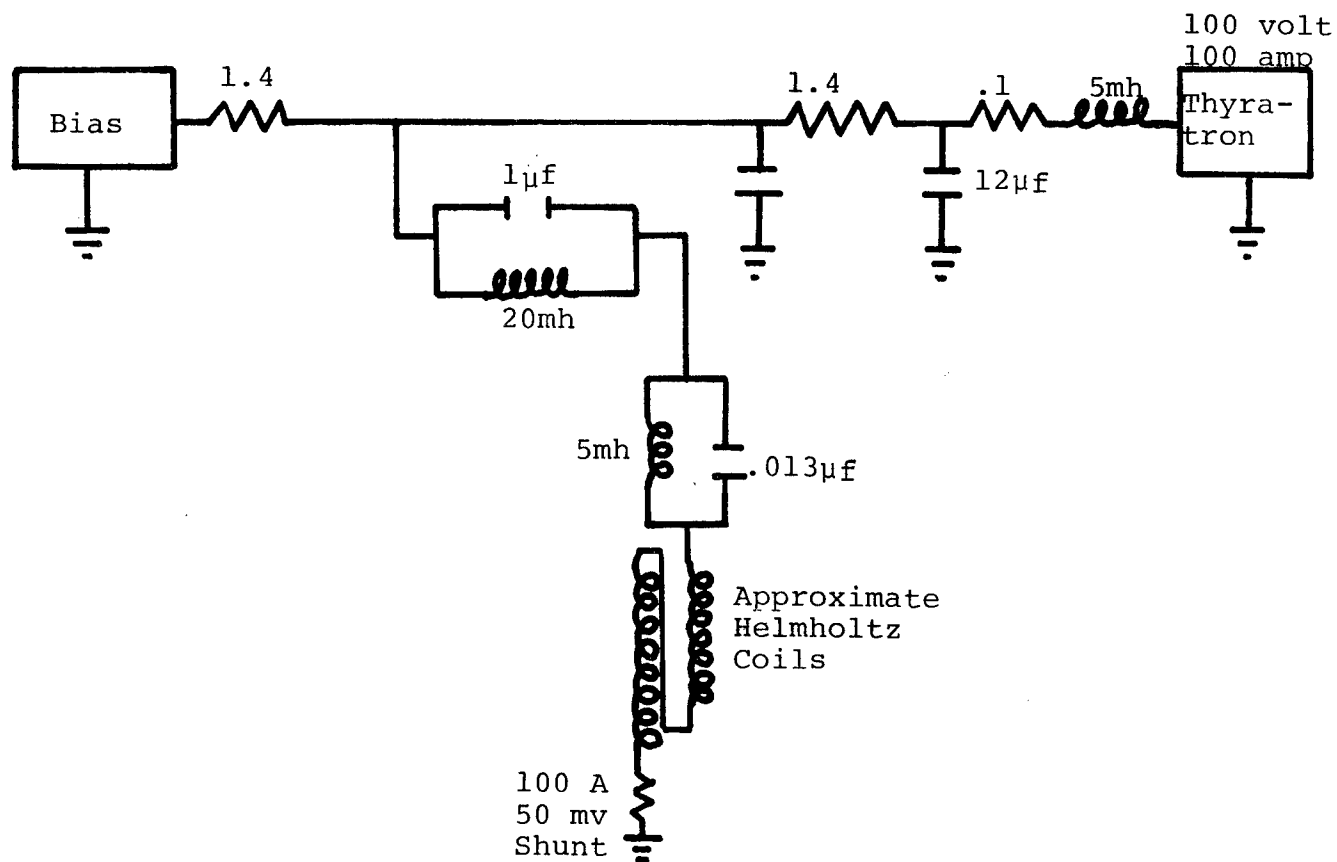 100 volt
100 amp
Thyra-
tron
Bias
1.4
1.4
.1
5mh
1µf
12µf
20mh
5mh
.013µf
Approximate
Helmholtz
Coils
100 A
50 mv
Shunt